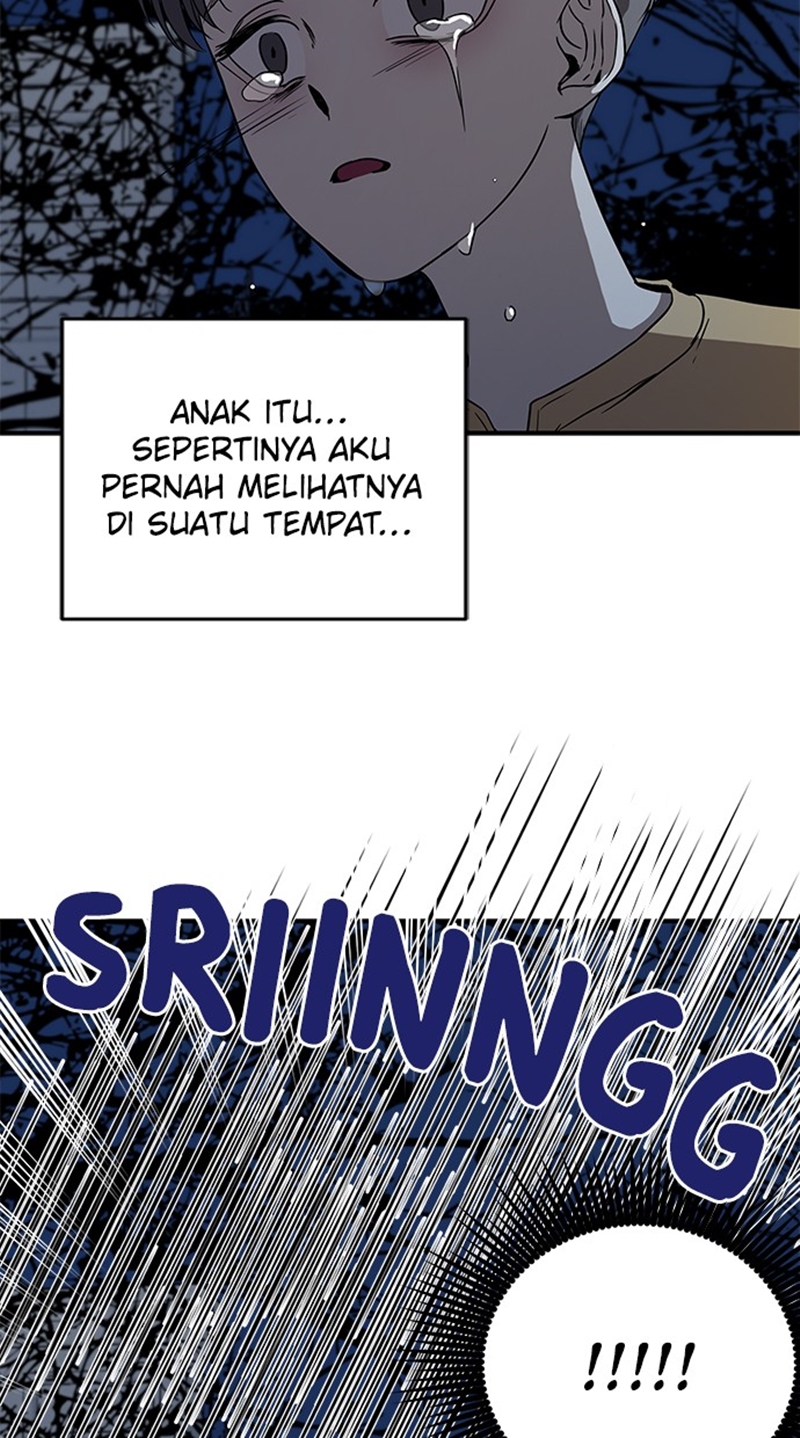 ANAK ITU...
SEPERTINYA AKU
PERNAH MELIHATNYA
DI SUATU TEMPAT...
SRIINNGG
!!!!!